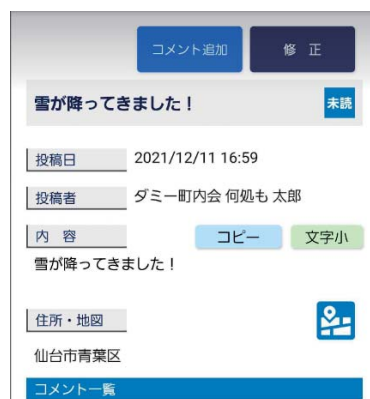 コメント追加 修 正
雪が降ってきました！ 未読
投稿日 2021/12/11 16:59
投稿者 ダミー町内会 何処も 太郎
内 容 コピー 文字小
雪が降ってきました！
住所・地図
仙台市青葉区
コメント一覧